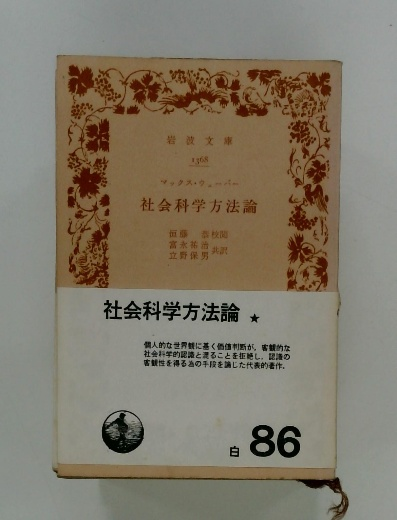 岩波文庫
1368
マックス・ウェーバー
社会科学方法論
恒藤 恭 校閲
富永祐治
立野保男 共訳
社会科学方法論 ★
個人的な世界観に基く価値判断が，客観的な
社会科学的認識と混ることを拒絶し，認識の
客観性を得る為の手段を論じた代表的著作。
白 86